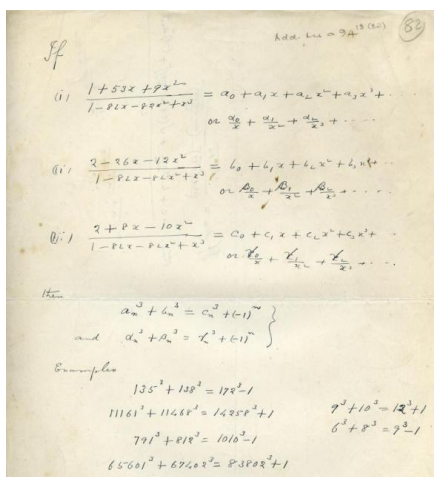 Add. MS a 94 18 (82)
82
If
(i) (1 + 53x + 9x²)/(1 - 82x - 82x² + x³) = a₀ + a₁x + a₂x² + a₃x³ + ....
or α₀/x + α₁/x² + α₂/x³ + ....
(ii) (2 - 26x - 12x²)/(1 - 82x - 82x² + x³) = b₀ + b₁x + b₂x² + b₃x³ + ....
or β₀/x + β₁/x² + β₂/x³ + ....
(iii) (2 + 8x - 10x²)/(1 - 82x - 82x² + x³) = c₀ + c₁x + c₂x² + c₃x³ + ....
or γ₀/x + γ₁/x² + γ₂/x³ + ....
then
aₙ³ + bₙ³ = cₙ³ + (-1)ⁿ }
and αₙ³ + βₙ³ = γₙ³ + (-1)ⁿ
Examples
135³ + 138³ = 172³ - 1
11161³ + 11468³ = 14258³ + 1
791³ + 812³ = 1010³ - 1
65601³ + 67402³ = 83802³ + 1
9³ + 10³ = 12³ + 1
6³ + 8³ = 9³ - 1